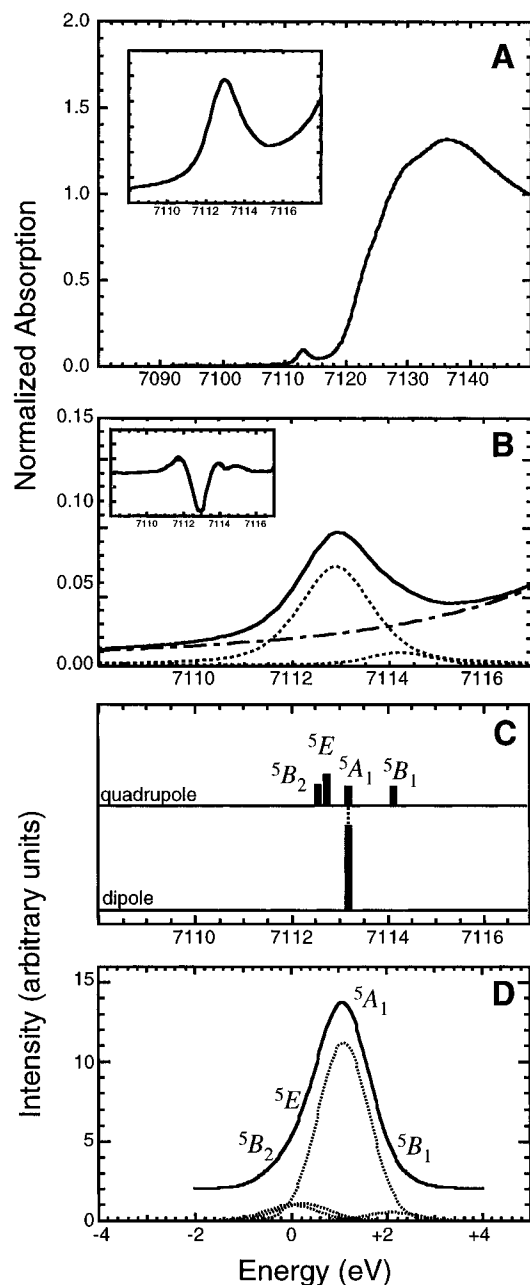 A
2.0
1.5
1.0
0.5
0.0
7110 7112 7114 7116
7090 7100 7110 7120 7130 7140
Normalized Absorption
B
0.15
0.10
0.05
0.00
7110 7112 7114 7116
7110 7112 7114 7116
C
⁵B₂ ⁵E ⁵A₁ ⁵B₁
quadrupole
dipole
7110 7112 7114 7116
Intensity (arbitrary units)
D
15
10
5
0
⁵A₁
⁵E
⁵B₂ ⁵B₁
-4 -2 0 +2 +4
Energy (eV)